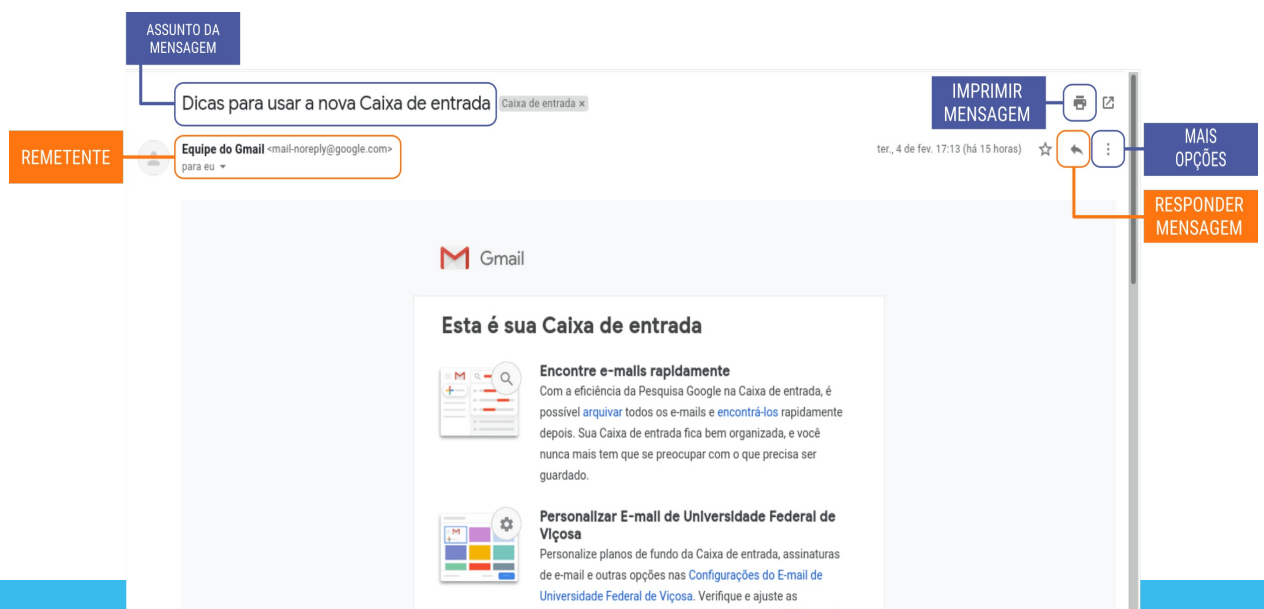 ASSUNTO DA
MENSAGEM
Dicas para usar a nova Caixa de entrada
Caixa de entrada ×
IMPRIMIR
MENSAGEM
REMETENTE
Equipe do Gmail <mail-noreply@google.com>
para eu
ter., 4 de fev. 17:13 (há 15 horas)
MAIS
OPÇÕES
RESPONDER
MENSAGEM
Gmail
Esta é sua Caixa de entrada
Encontre e-mails rapidamente
Com a eficiência da Pesquisa Google na Caixa de entrada, é
possível arquivar todos os e-mails e encontrá-los rapidamente
depois. Sua Caixa de entrada fica bem organizada, e você
nunca mais tem que se preocupar com o que precisa ser
guardado.
Personalizar E-mail de Universidade Federal de
Viçosa
Personalize planos de fundo da Caixa de entrada, assinaturas
de e-mail e outras opções nas Configurações do E-mail de
Universidade Federal de Viçosa. Verifique e ajuste as